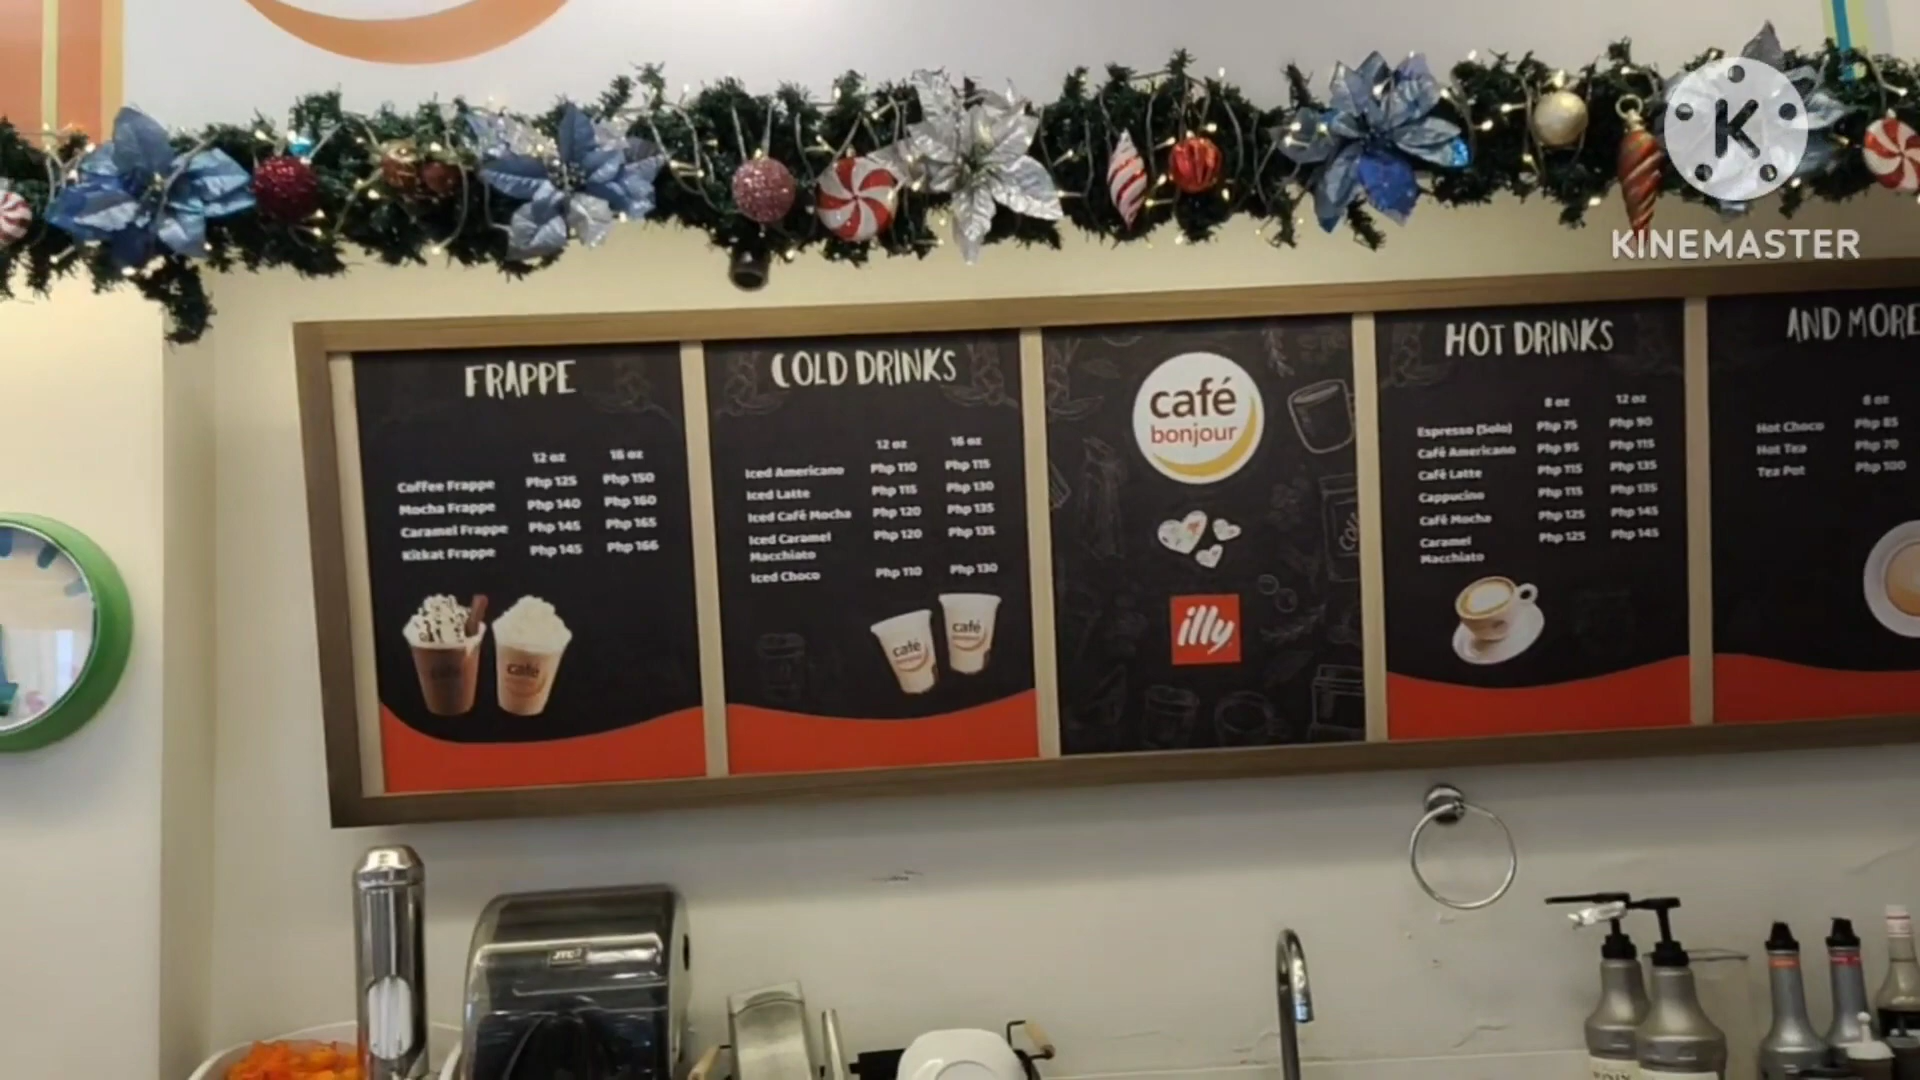 KINEMASTER
FRAPPE
12 oz 16 oz
Coffee Frappe Php 125 Php 150
Mocha Frappe Php 140 Php 160
Caramel Frappe Php 145 Php 165
Kitkat Frappe Php 145 Php 166
COLD DRINKS
12 oz 16 oz
Iced Americano Php 110 Php 115
Iced Latte Php 115 Php 130
Iced Café Mocha Php 120 Php 135
Iced Caramel Php 120 Php 135
Macchiato
Iced Choco Php 110 Php 130
café
café
café
café
bonjour
illy
HOT DRINKS
8 oz 12 oz
Espresso (Solo) Php 75 Php 90
Café Americano Php 95 Php 115
Café Latte Php 115 Php 135
Cappucino Php 115 Php 135
Café Mocha Php 125 Php 145
Caramel Php 125 Php 145
Macchiato
AND MORE
Hot Choco Php 85
Hot Tea Php 70
Tea Pot Php 100